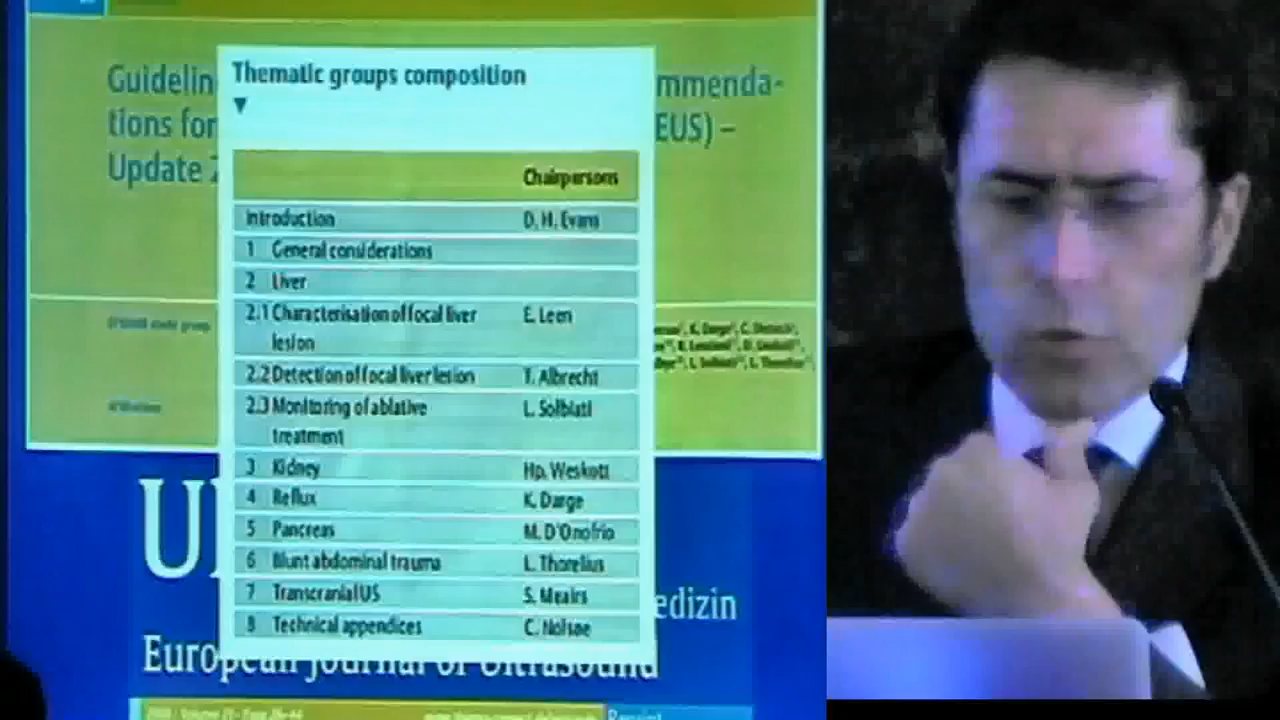 Guidelin mmenda-
tions for EUS) –
Update
Thematic groups composition
Chairpersons
Introduction D. H. Evans
1 General considerations
2 Liver
2.1 Characterisation of focal liver E. Leen
lesion
2.2 Detection of focal liver lesion T. Albrecht
2.3 Monitoring of ablative L. Solbiati
treatment
3 Kidney Hp. Weskott
4 Reflux K. Darge
5 Pancreas M. D'Onofrio
6 Blunt abdominal trauma L. Thorelius
7 Transcranial US S. Meairs
8 Technical appendices C. Nolsøe
Ul
edizin
European Journal of Ultrasound